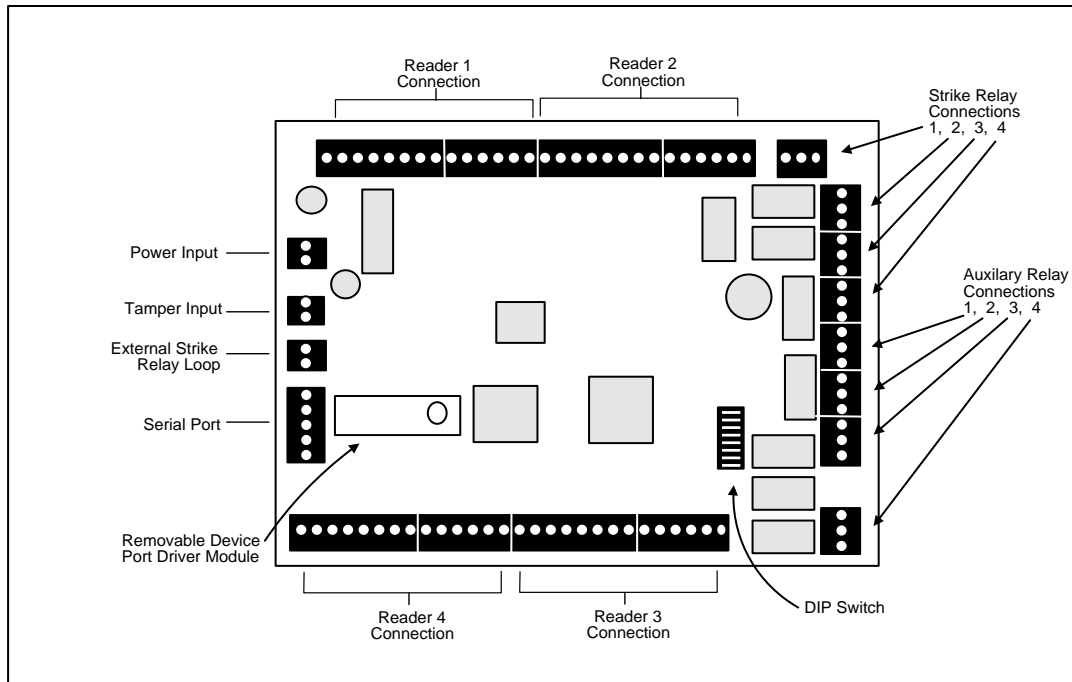 Reader 1
Connection
Reader 2
Connection
Strike Relay
Connections
1, 2, 3, 4
Power Input
Tamper Input
External Strike
Relay Loop
Serial Port
Auxilary Relay
Connections
1, 2, 3, 4
Removable Device
Port Driver Module
DIP Switch
Reader 4
Connection
Reader 3
Connection